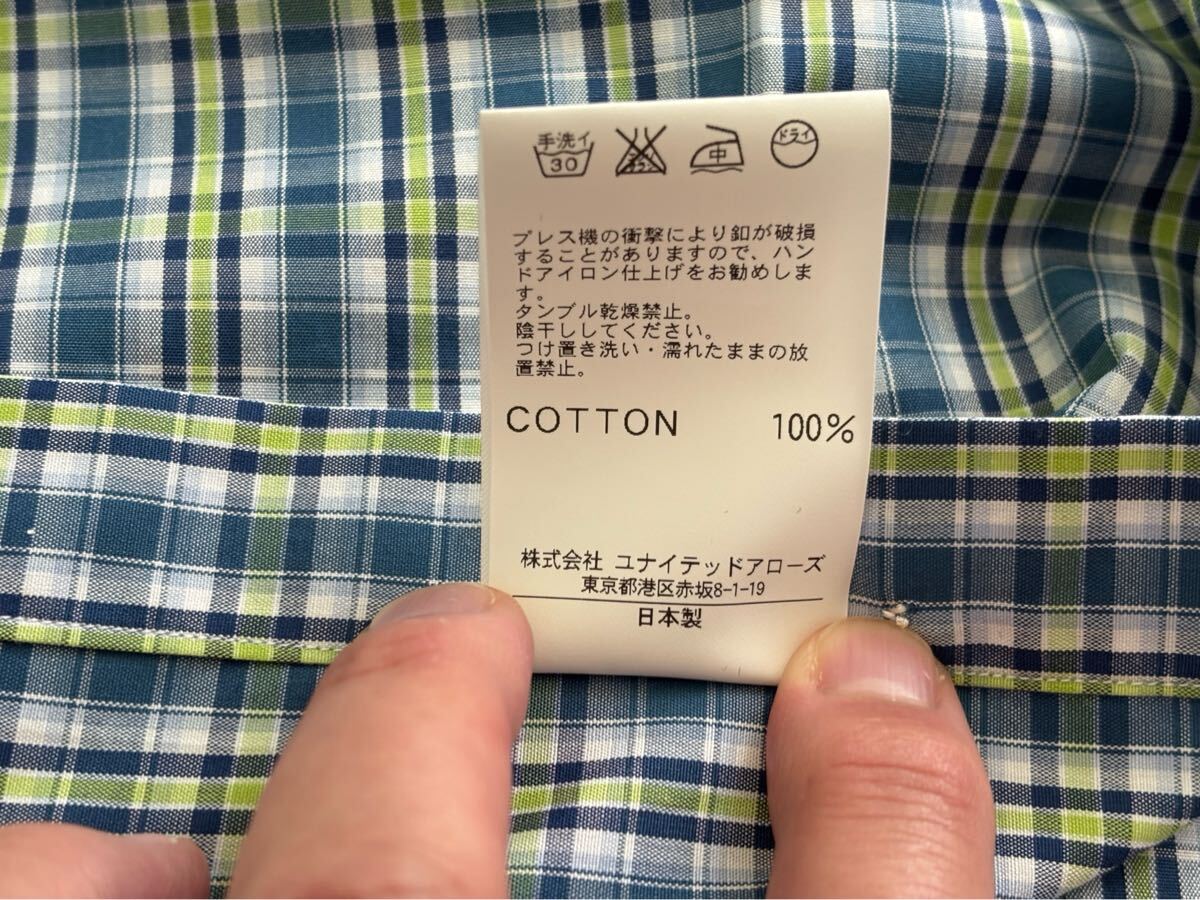 手洗イ
30
中
ドライ
プレス機の衝撃により釦が破損
することがありますので、ハン
ドアイロン仕上げをお勧めしま
す。
タンブル乾燥禁止。
陰干ししてください。
つけ置き洗い・濡れたままの放
置禁止。
COTTON 100%
株式会社 ユナイテッドアローズ
東京都港区赤坂8-1-19
日本製